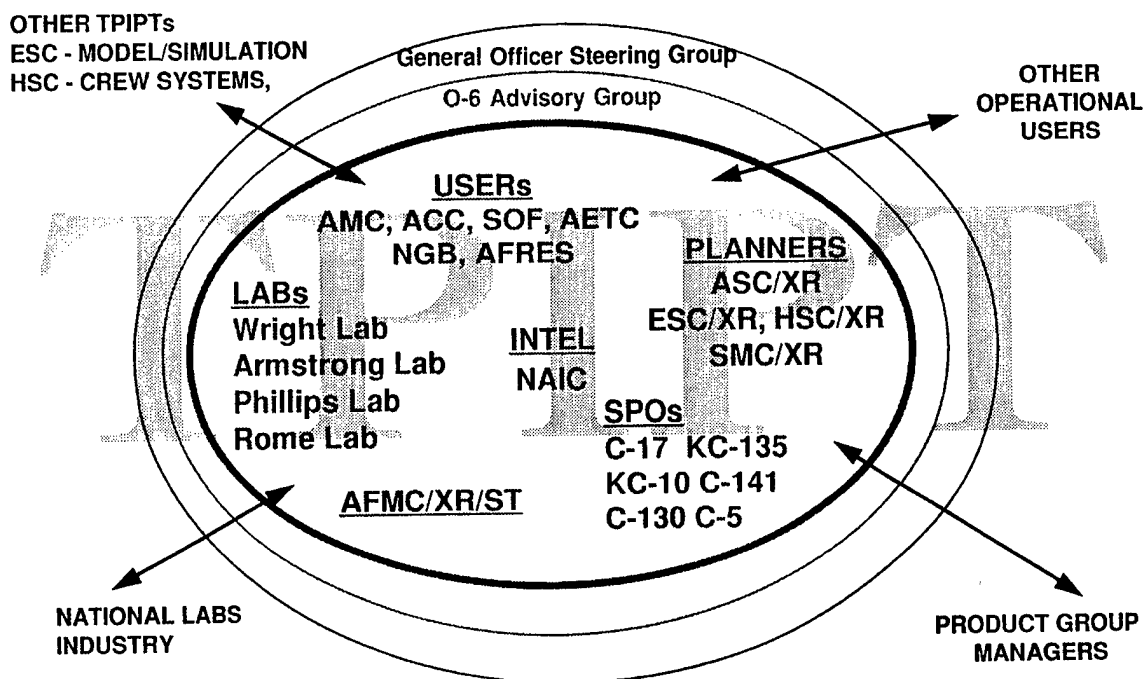 OTHER TPIPTs
ESC - MODEL/SIMULATION
HSC - CREW SYSTEMS,
General Officer Steering Group
O-6 Advisory Group
OTHER
OPERATIONAL
USERS
TPIPT
USERs
AMC, ACC, SOF, AETC
NGB, AFRES
PLANNERS
ASC/XR
ESC/XR, HSC/XR
SMC/XR
LABs
Wright Lab
Armstrong Lab
Phillips Lab
Rome Lab
INTEL
NAIC
SPOs
C-17 KC-135
KC-10 C-141
C-130 C-5
AFMC/XR/ST
NATIONAL LABS
INDUSTRY
PRODUCT GROUP
MANAGERS